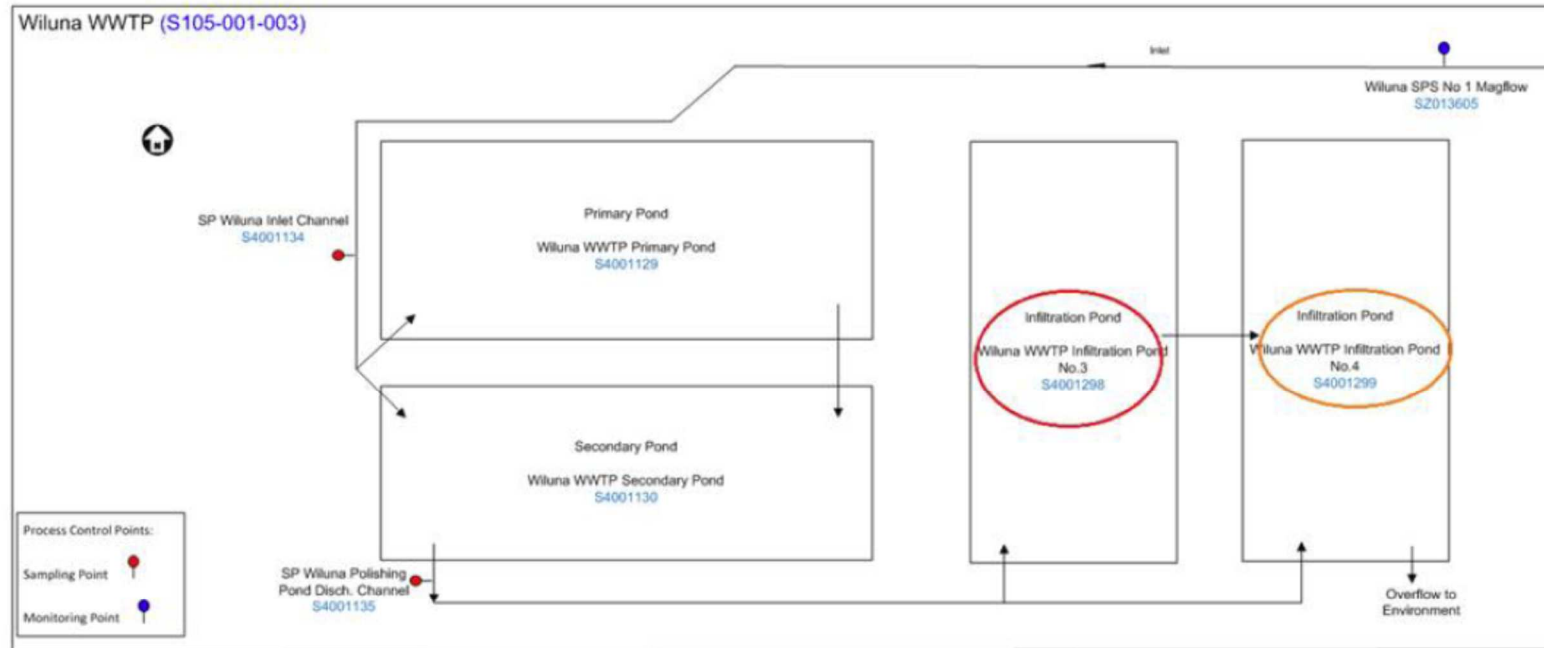 Wiluna WWTP (S105-001-003)
Inlet
Wiluna SPS No 1 Magflow
SZ013605
SP Wiluna Inlet Channel
S4001134
Primary Pond
Wiluna WWTP Primary Pond
S4001129
Infiltration Pond
Wiluna WWTP Infiltration Pond
No.3
S4001298
Infiltration Pond
Wiluna WWTP Infiltration Pond
No.4
S4001299
Secondary Pond
Wiluna WWTP Secondary Pond
S4001130
Process Control Points:
Sampling Point
Monitoring Point
SP Wiluna Polishing
Pond Disch. Channel
S4001135
Overflow to
Environment